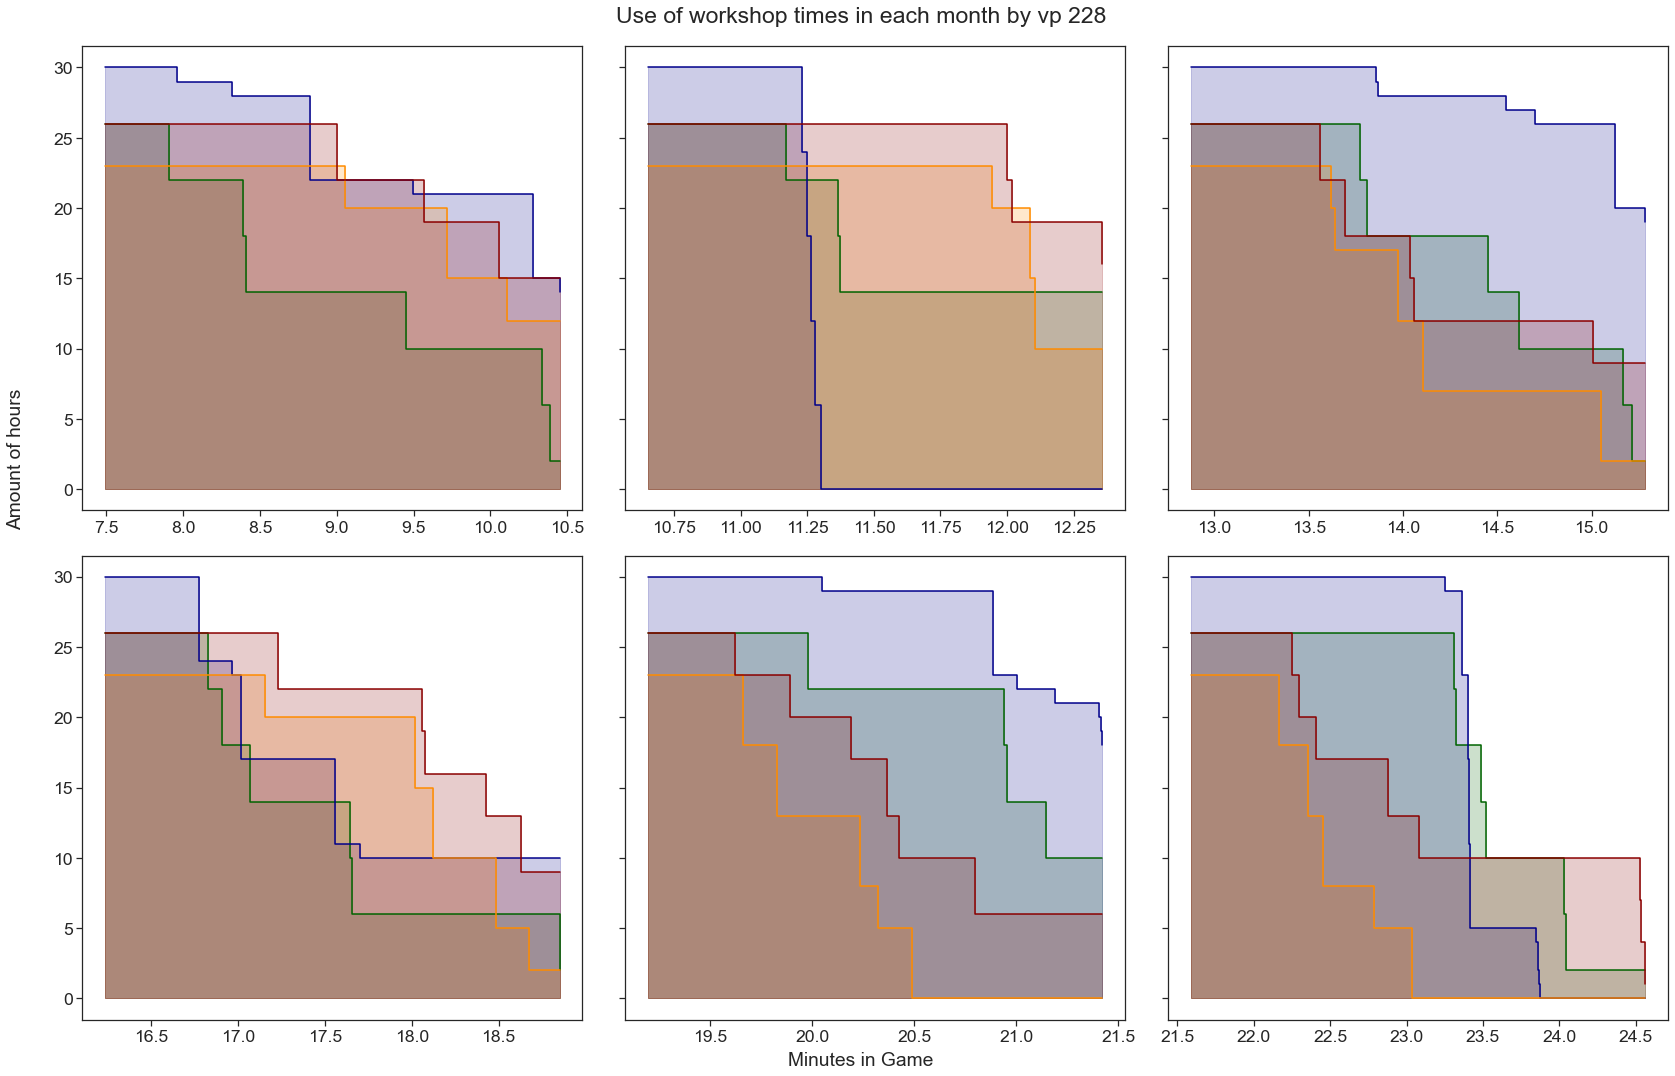 Use of workshop times in each month by vp 228
Amount of hours
30
25
20
15
10
5
0
7.5 8.0 8.5 9.0 9.5 10.0 10.5
10.75 11.00 11.25 11.50 11.75 12.00 12.25
13.0 13.5 14.0 14.5 15.0
30
25
20
15
10
5
0
16.5 17.0 17.5 18.0 18.5
19.5 20.0 20.5 21.0 21.5
21.5 22.0 22.5 23.0 23.5 24.0 24.5
Minutes in Game